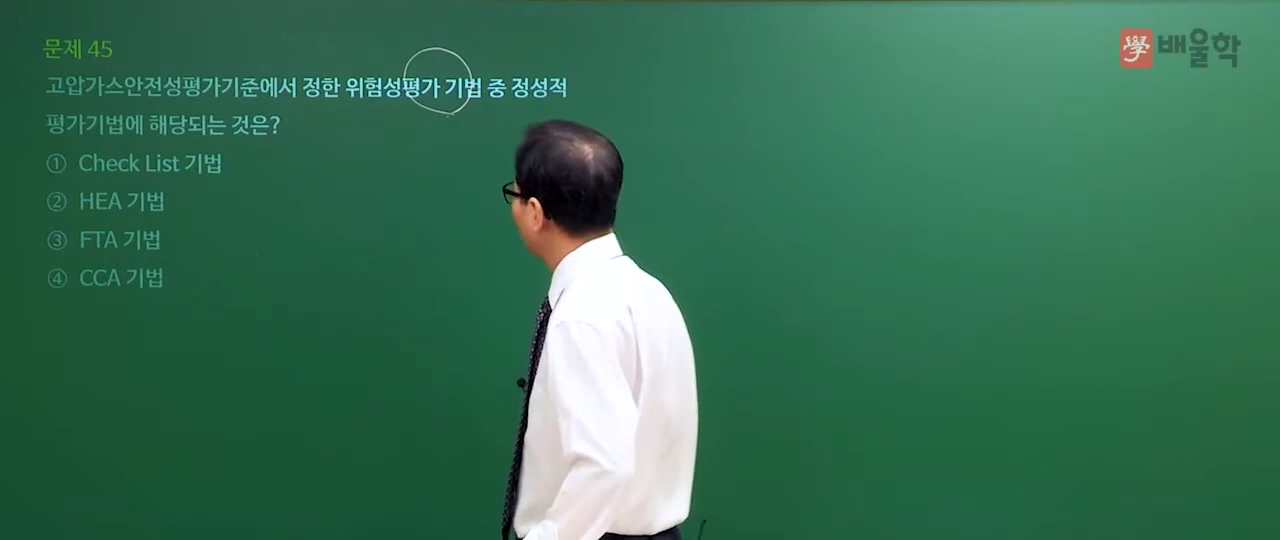 문제 45
고압가스안전성평가기준에서 정한 위험성평가 기법 중 정성적
평가기법에 해당되는 것은?
① Check List 기법
② HEA 기법
③ FTA 기법
④ CCA 기법
學 배울학